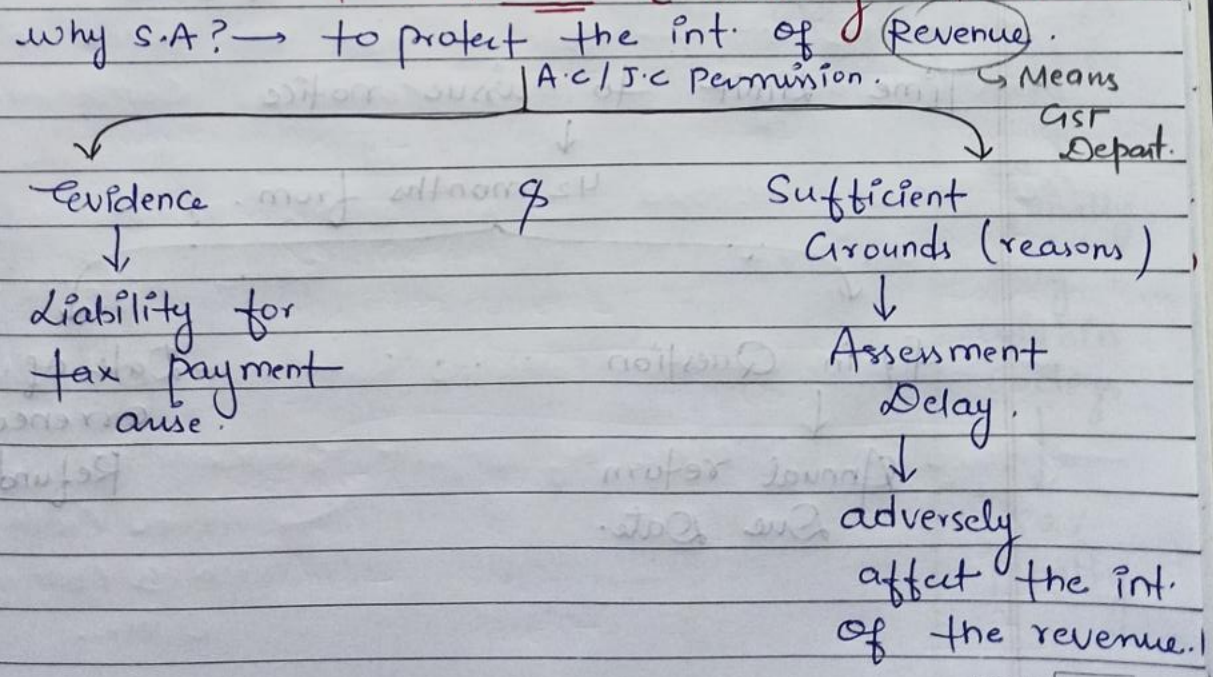 Why S.A? → to protect the int. of Revenue.
A.C / J.C Permission.
↳ Means
GST
Depart.
Evidence & Sufficient
Grounds (reasons)
↓
↓
Liability for
tax payment
arise.
Assessment
Delay.
↓
adversely
affect the int.
of the revenue.